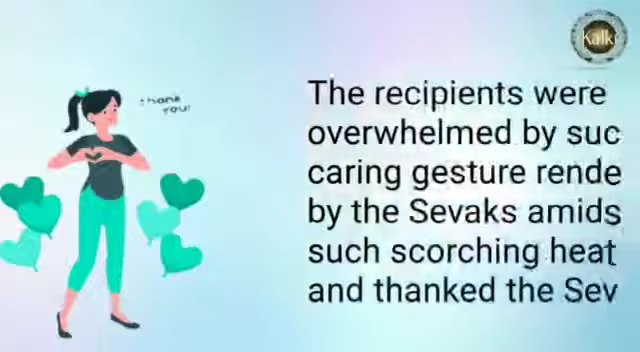 Kalki
thank
you!
The recipients were
overwhelmed by suc
caring gesture rende
by the Sevaks amids
such scorching heat
and thanked the Sev